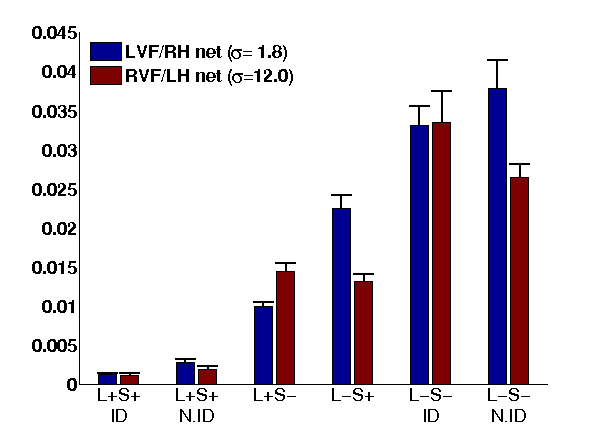 0.045
0.04
0.035
0.03
0.025
0.02
0.015
0.01
0.005
0
LVF/RH net (σ= 1.8)
RVF/LH net (σ=12.0)
L+S+ L+S+ L+S− L−S+ L−S− L−S−
ID N.ID ID N.ID